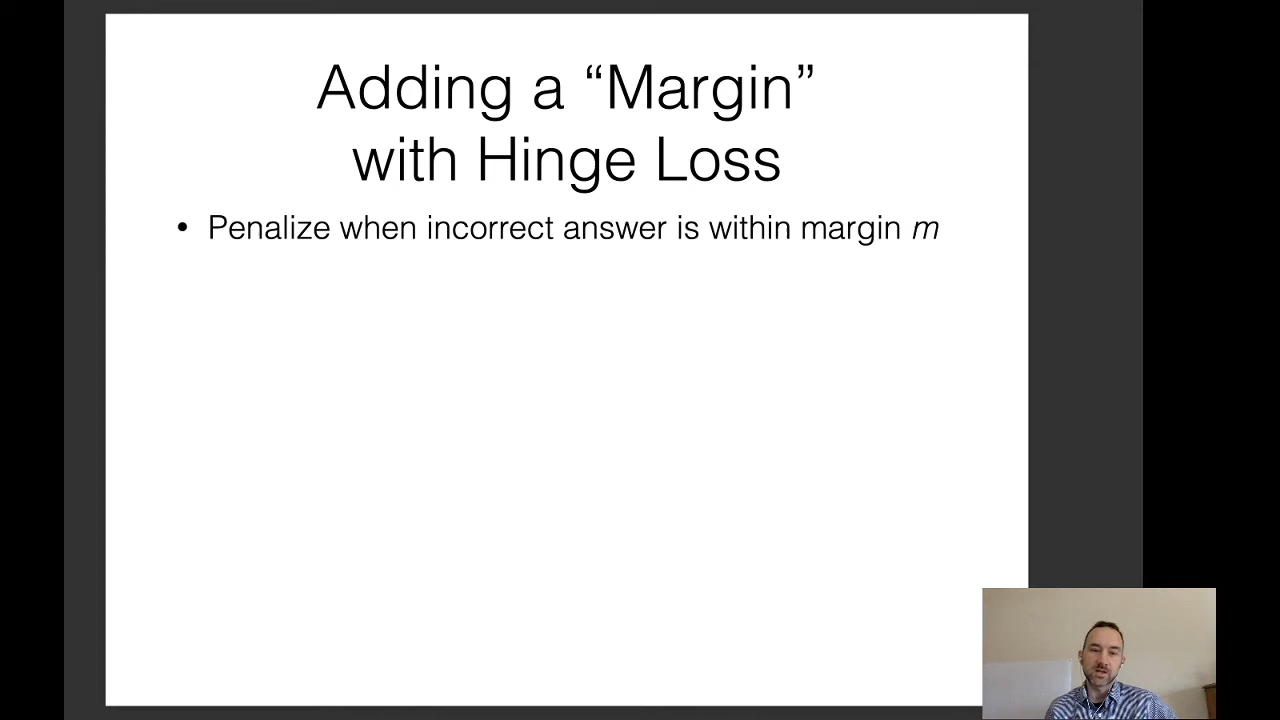 Adding a “Margin”
with Hinge Loss
• Penalize when incorrect answer is within margin m